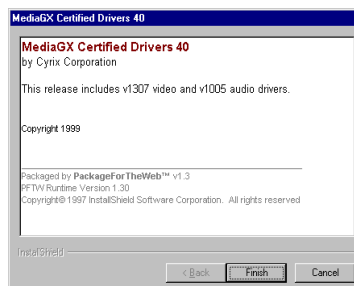 MediaGX Certified Drivers 40
MediaGX Certified Drivers 40
by Cyrix Corporation
This release includes v1307 video and v1005 audio drivers.
Copyright 1999
Packaged by PackageForTheWeb™ v1.3
PFTW Runtime Version 1.30
Copyright© 1997 InstallShield Software Corporation. All rights reserved
InstallShield
< Back Finish Cancel